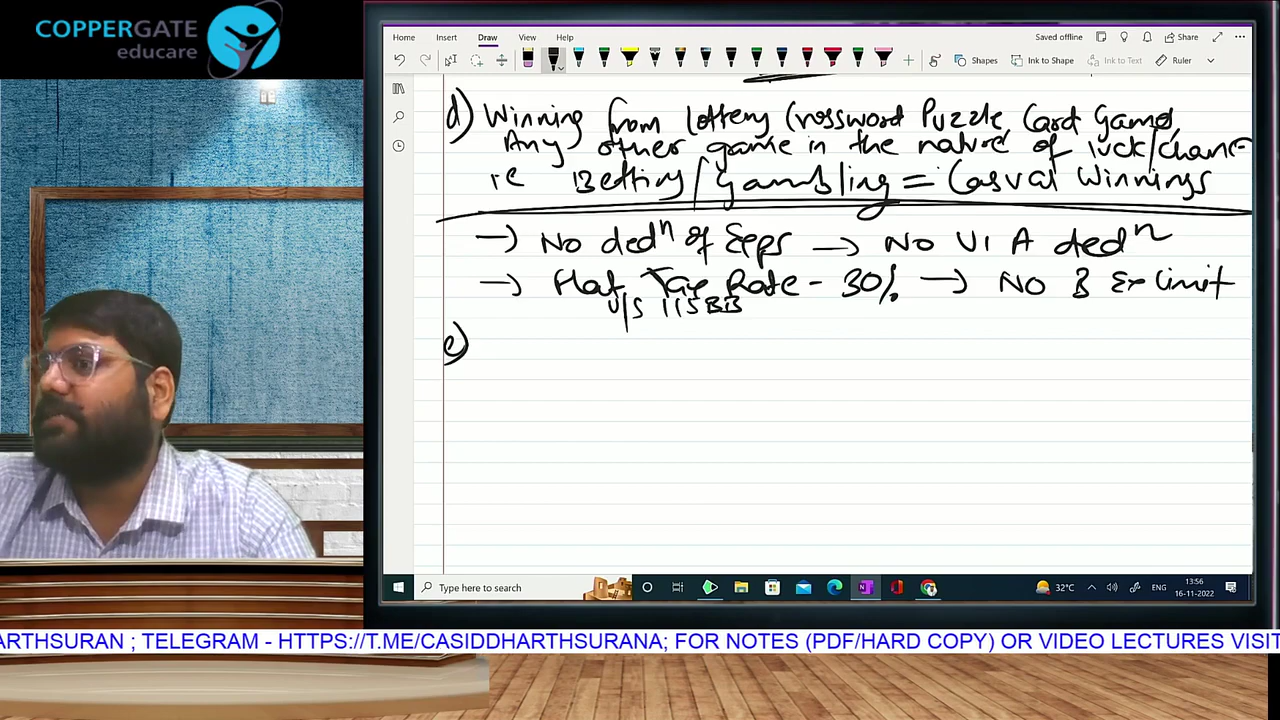 COPPERGATE
educare
Home Insert Draw View Help
Saved offline
Share
Shapes
Ink to Shape
Ink to Text
Ruler
d) Winning from lottery Crossword Puzzle Card Game,
Any other game in the nature of luck/chance
ie Betting/Gambling = Casual Winnings
→ No dedn of Exps → No VI A dedn
→ Flat Tax Rate - 30% → No B Ex limit
U/S 115BB
e)
Type here to search
32°C
ENG
13:56
16-11-2022
ARTHSURAN ; TELEGRAM - HTTPS://T.ME/CASIDDHARTHSURANA; FOR NOTES (PDF/HARD COPY) OR VIDEO LECTURES VISIT